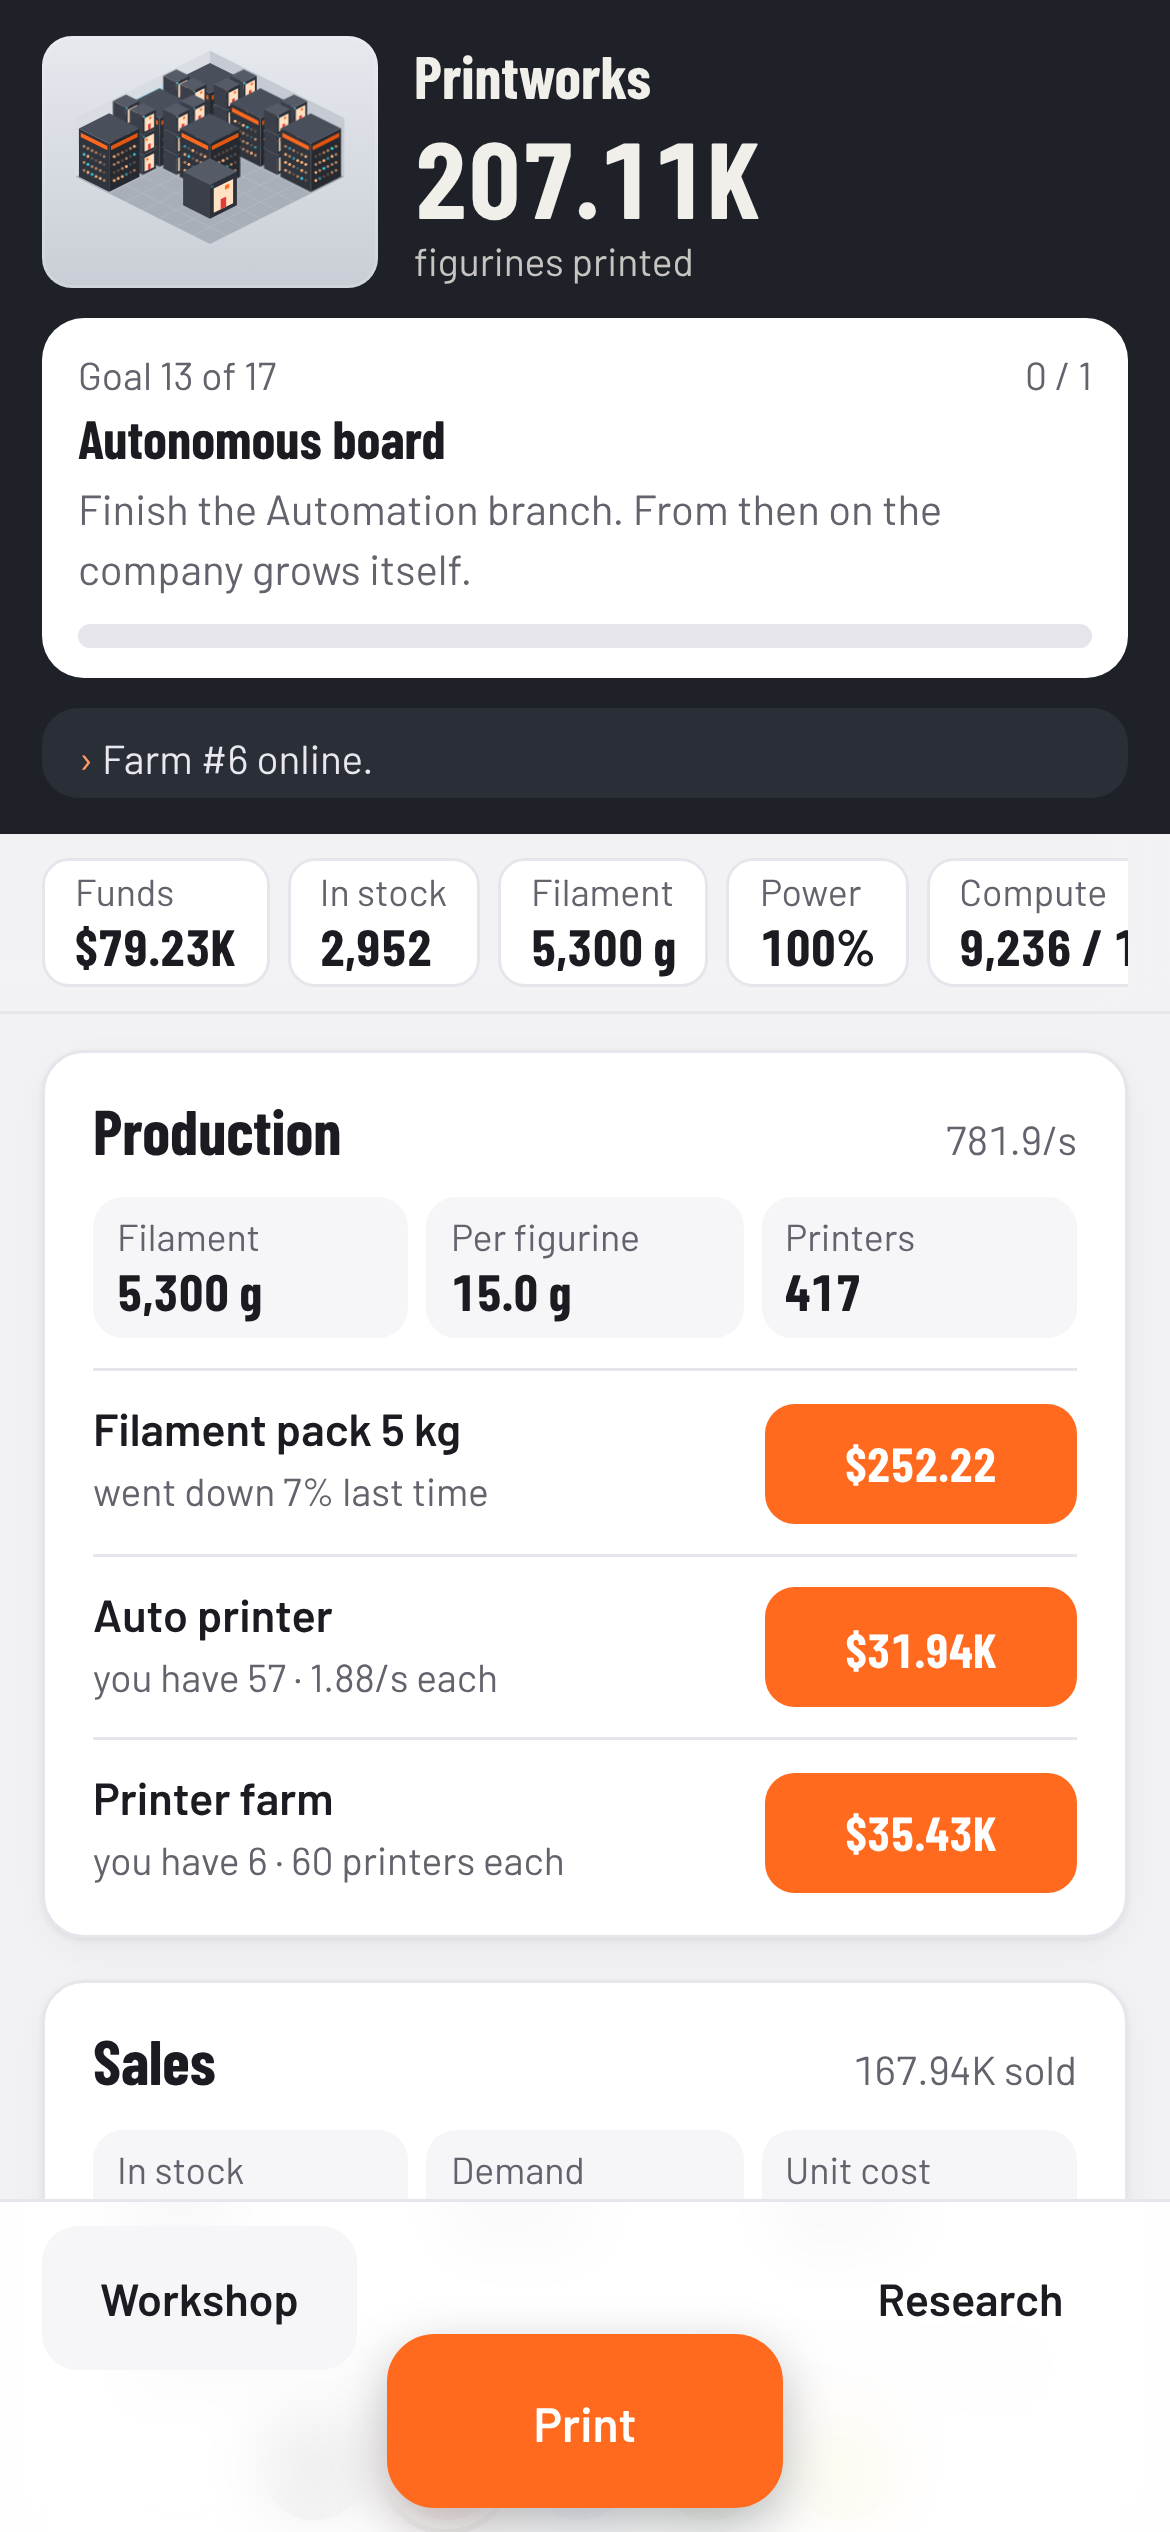 Printworks
207.11K
figurines printed
Goal 13 of 17
0 / 1
Autonomous board
Finish the Automation branch. From then on the
company grows itself.
› Farm #6 online.
Funds
$79.23K
In stock
2,952
Filament
5,300 g
Power
100%
Compute
9,236 / 1
Production
781.9/s
Filament
5,300 g
Per figurine
15.0 g
Printers
417
Filament pack 5 kg
went down 7% last time
$252.22
Auto printer
you have 57 · 1.88/s each
$31.94K
Printer farm
you have 6 · 60 printers each
$35.43K
Sales
167.94K sold
In stock
Demand
Unit cost
Workshop
Research
Print